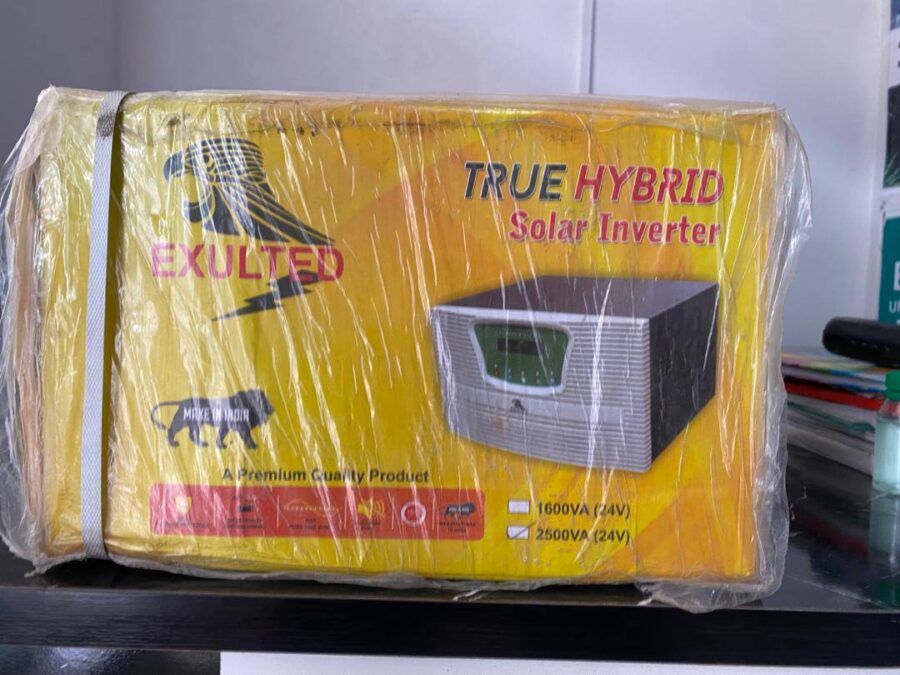 TRUE HYBRID
Solar Inverter
EXULTED
MAKE IN INDIA
A Premium Quality Product
1600VA (24V)
2500VA (24V)